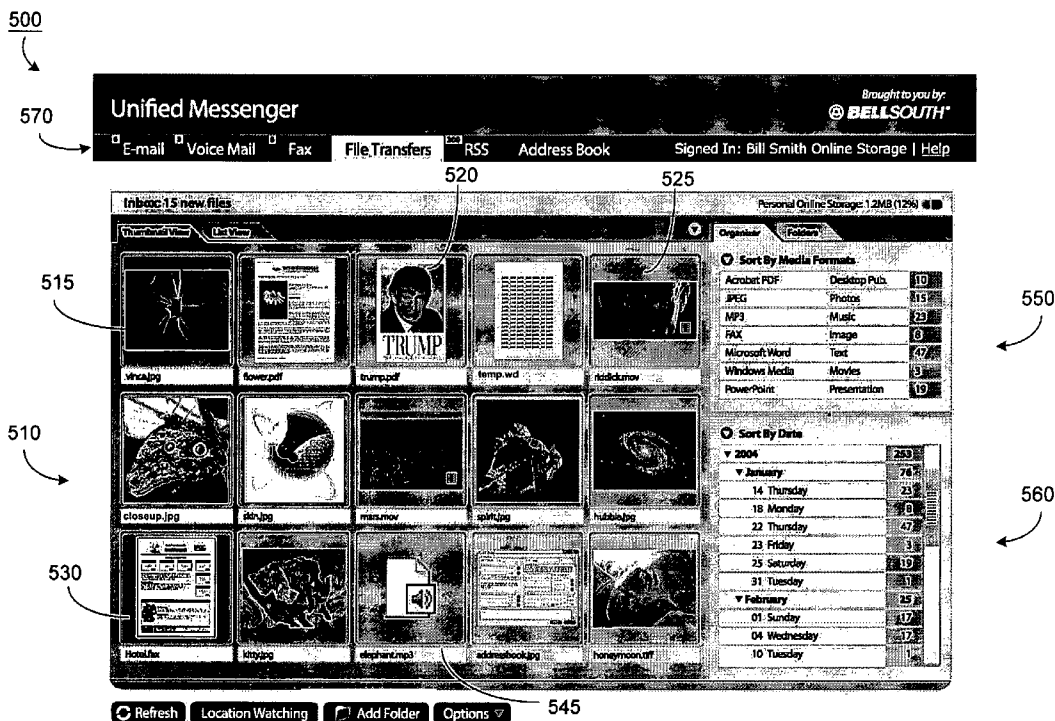 500
570
Unified Messenger
Brought to you by:
BELLSOUTH
E-mail Voice Mail Fax File Transfers RSS Address Book Signed In: Bill Smith Online Storage | Help
520
525
Inbox: 15 new files
Personal Online Storage: 1.2MB (12%)
Thumbnail View List View
Organizer Folders
515
TRUMP
vinca.jpg flower.pdf trump.pdf temp.wd riddick.mov
Sort By Media Formats
Acrobat PDF Desktop Pub. 10
JPEG Photos 15
MP3 Music 23
FAX Image 8
Microsoft Word Text 47
Windows Media Movies 3
PowerPoint Presentation 19
550
510
closeup.jpg skin.jpg mars.mov spirit.jpg hubble.jpg
Sort By Date
2004 253
January 76
14 Thursday 23
18 Monday 8
22 Thursday 47
23 Friday 3
25 Saturday 19
31 Tuesday 1
February 25
01 Sunday 17
04 Wednesday 17
10 Tuesday 1
560
530
Hotel.fax kitty.jpg elephant.mp3 addressbook.jpg honeymoon.tiff
545
Refresh Location Watching Add Folder Options